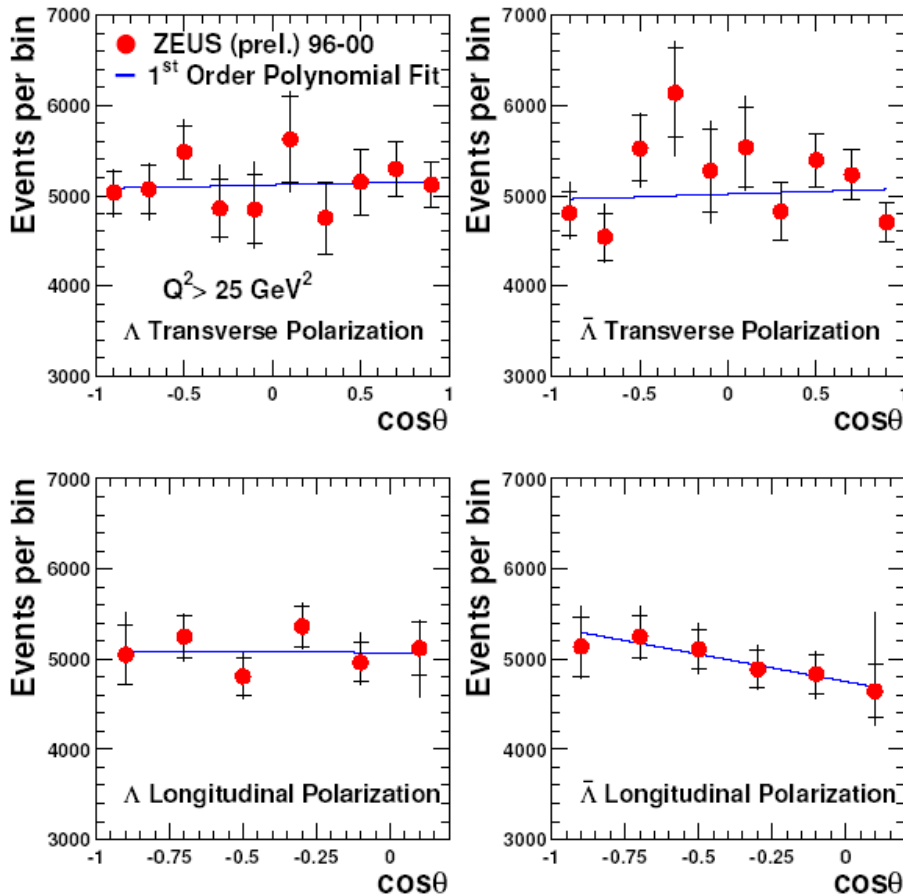 7000
6000
5000
4000
3000
Events per bin
ZEUS (prel.) 96-00
1st Order Polynomial Fit
Q²> 25 GeV²
Λ Transverse Polarization
-1 -0.5 0 0.5 1
cosθ
7000
6000
5000
4000
3000
Events per bin
Λ̄ Transverse Polarization
-1 -0.5 0 0.5 1
cosθ
7000
6000
5000
4000
3000
Events per bin
Λ Longitudinal Polarization
-1 -0.75 -0.5 -0.25 0
cosθ
7000
6000
5000
4000
3000
Events per bin
Λ̄ Longitudinal Polarization
-1 -0.75 -0.5 -0.25 0
cosθ